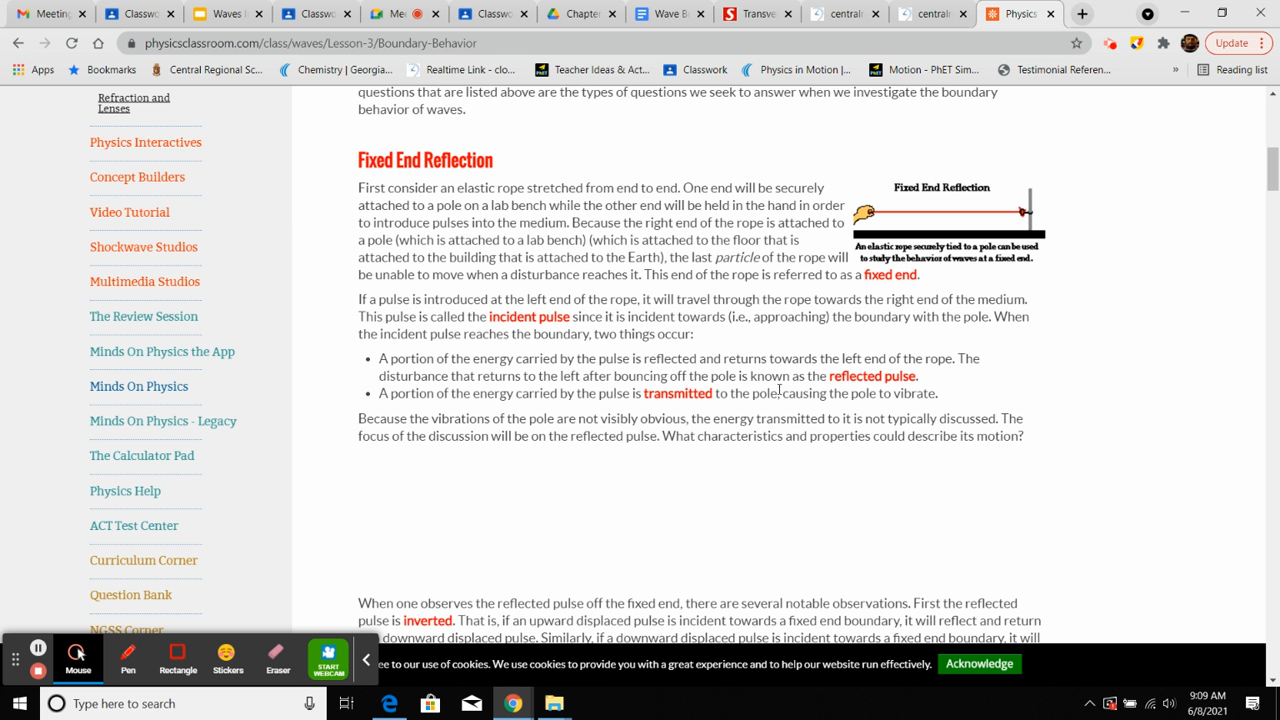 Meeting
Classwo
Waves I
Classwo
Mee
Classwo
Chapter
Wave B
Transve
centralr
centralr
Physics
physicsclassroom.com/class/waves/Lesson-3/Boundary-Behavior
Update
Apps
Bookmarks
Central Regional Sc...
Chemistry | Georgia...
Realtime Link - clo...
Teacher Ideas & Act...
Classwork
Physics in Motion |...
Motion - PhET Sim...
Testimonial Referen...
»
Reading list
Refraction and
Lenses
Physics Interactives
Concept Builders
Video Tutorial
Shockwave Studios
Multimedia Studios
The Review Session
Minds On Physics the App
Minds On Physics
Minds On Physics - Legacy
The Calculator Pad
Physics Help
ACT Test Center
Curriculum Corner
Question Bank
NGSS Corner
questions that are listed above are the types of questions we seek to answer when we investigate the boundary
behavior of waves.
Fixed End Reflection
First consider an elastic rope stretched from end to end. One end will be securely
attached to a pole on a lab bench while the other end will be held in the hand in order
to introduce pulses into the medium. Because the right end of the rope is attached to
a pole (which is attached to a lab bench) (which is attached to the floor that is
attached to the building that is attached to the Earth), the last particle of the rope will
be unable to move when a disturbance reaches it. This end of the rope is referred to as a fixed end.
Fixed End Reflection
An elastic rope securely tied to a pole can be used
to study the behavior of waves at a fixed end.
If a pulse is introduced at the left end of the rope, it will travel through the rope towards the right end of the medium.
This pulse is called the incident pulse since it is incident towards (i.e., approaching) the boundary with the pole. When
the incident pulse reaches the boundary, two things occur:
• A portion of the energy carried by the pulse is reflected and returns towards the left end of the rope. The
disturbance that returns to the left after bouncing off the pole is known as the reflected pulse.
• A portion of the energy carried by the pulse is transmitted to the pole, causing the pole to vibrate.
Because the vibrations of the pole are not visibly obvious, the energy transmitted to it is not typically discussed. The
focus of the discussion will be on the reflected pulse. What characteristics and properties could describe its motion?
When one observes the reflected pulse off the fixed end, there are several notable observations. First the reflected
pulse is inverted. That is, if an upward displaced pulse is incident towards a fixed end boundary, it will reflect and return
downward displaced pulse. Similarly, if a downward displaced pulse is incident towards a fixed end boundary, it will
ee to our use of cookies. We use cookies to provide you with a great experience and to help our website run effectively.
Acknowledge
Mouse
Pen
Rectangle
Stickers
Eraser
START
WEBCAM
Type here to search
9:09 AM
6/8/2021